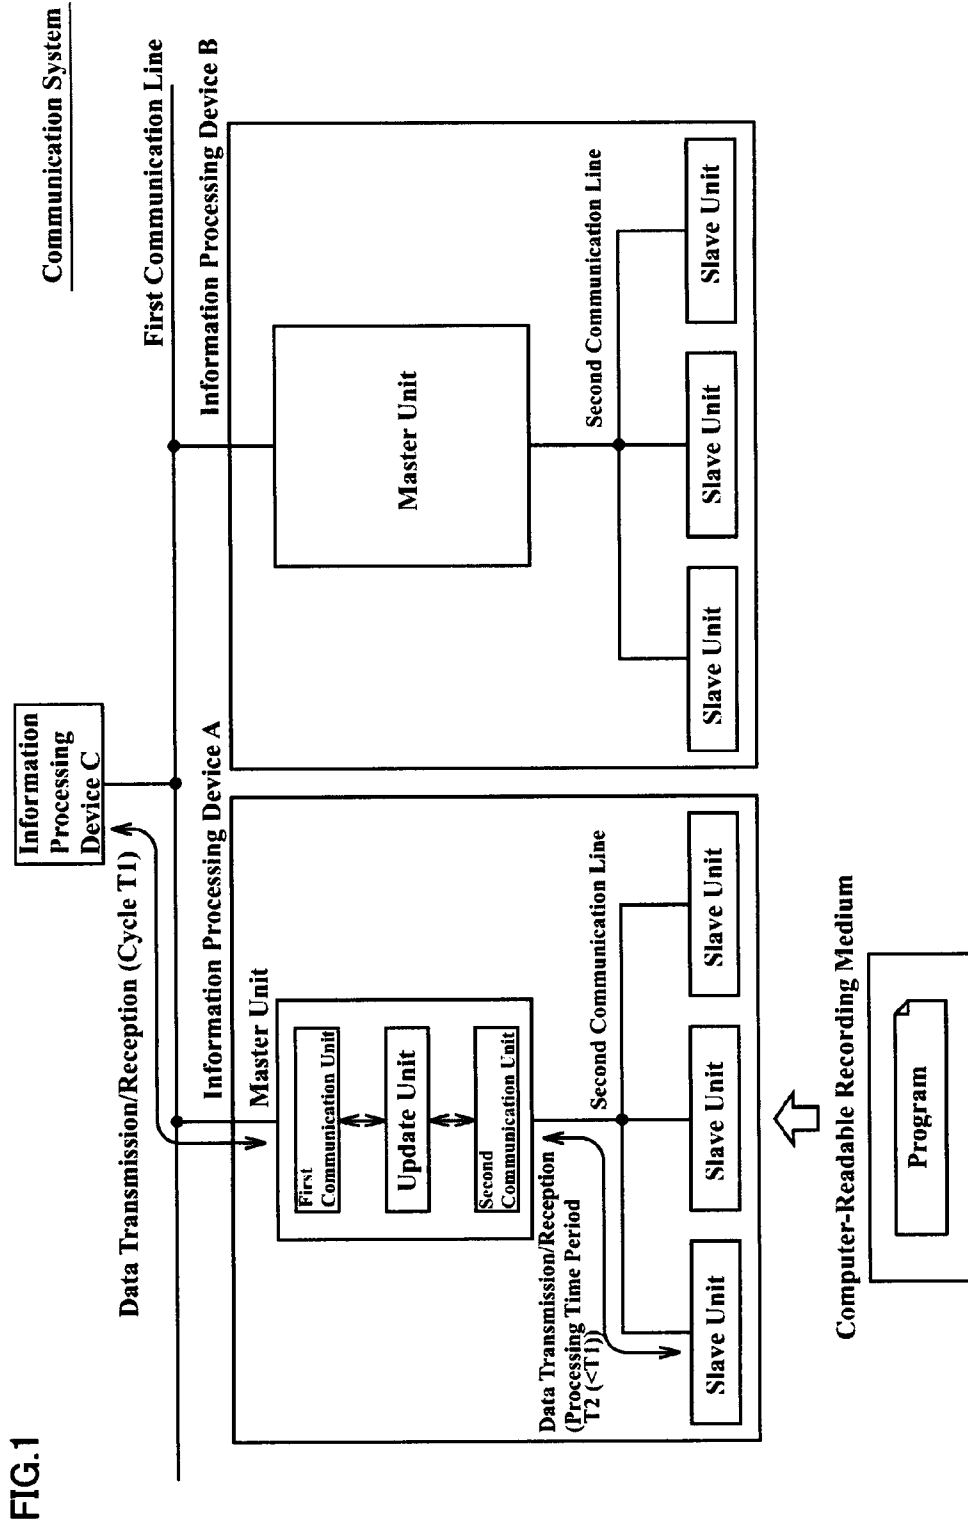 FIG.1
Communication System
Information
Processing
Device C
Data Transmission/Reception (Cycle T1)
First Communication Line
Information Processing Device A
Master Unit
First
Communication Unit
Update Unit
Second
Communication Unit
Data Transmission/Reception
(Processing Time Period
T2 (<T1))
Second Communication Line
Slave Unit
Slave Unit
Slave Unit
Information Processing Device B
Master Unit
Second Communication Line
Slave Unit
Slave Unit
Slave Unit
Computer-Readable Recording Medium
Program